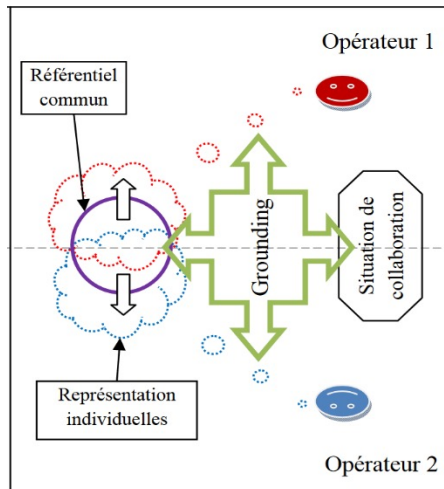 Opérateur 1
Référentiel
commun
Grounding
Situation de
collaboration
Représentation
individuelles
Opérateur 2